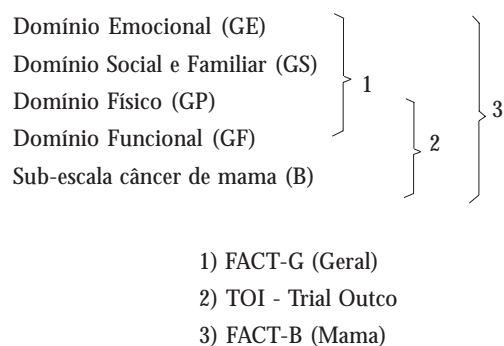 Domínio Emocional (GE)
Domínio Social e Familiar (GS)
Domínio Físico (GP)
Domínio Funcional (GF)
Sub-escala câncer de mama (B)
1
2
3
1) FACT-G (Geral)
2) TOI - Trial Outco
3) FACT-B (Mama)